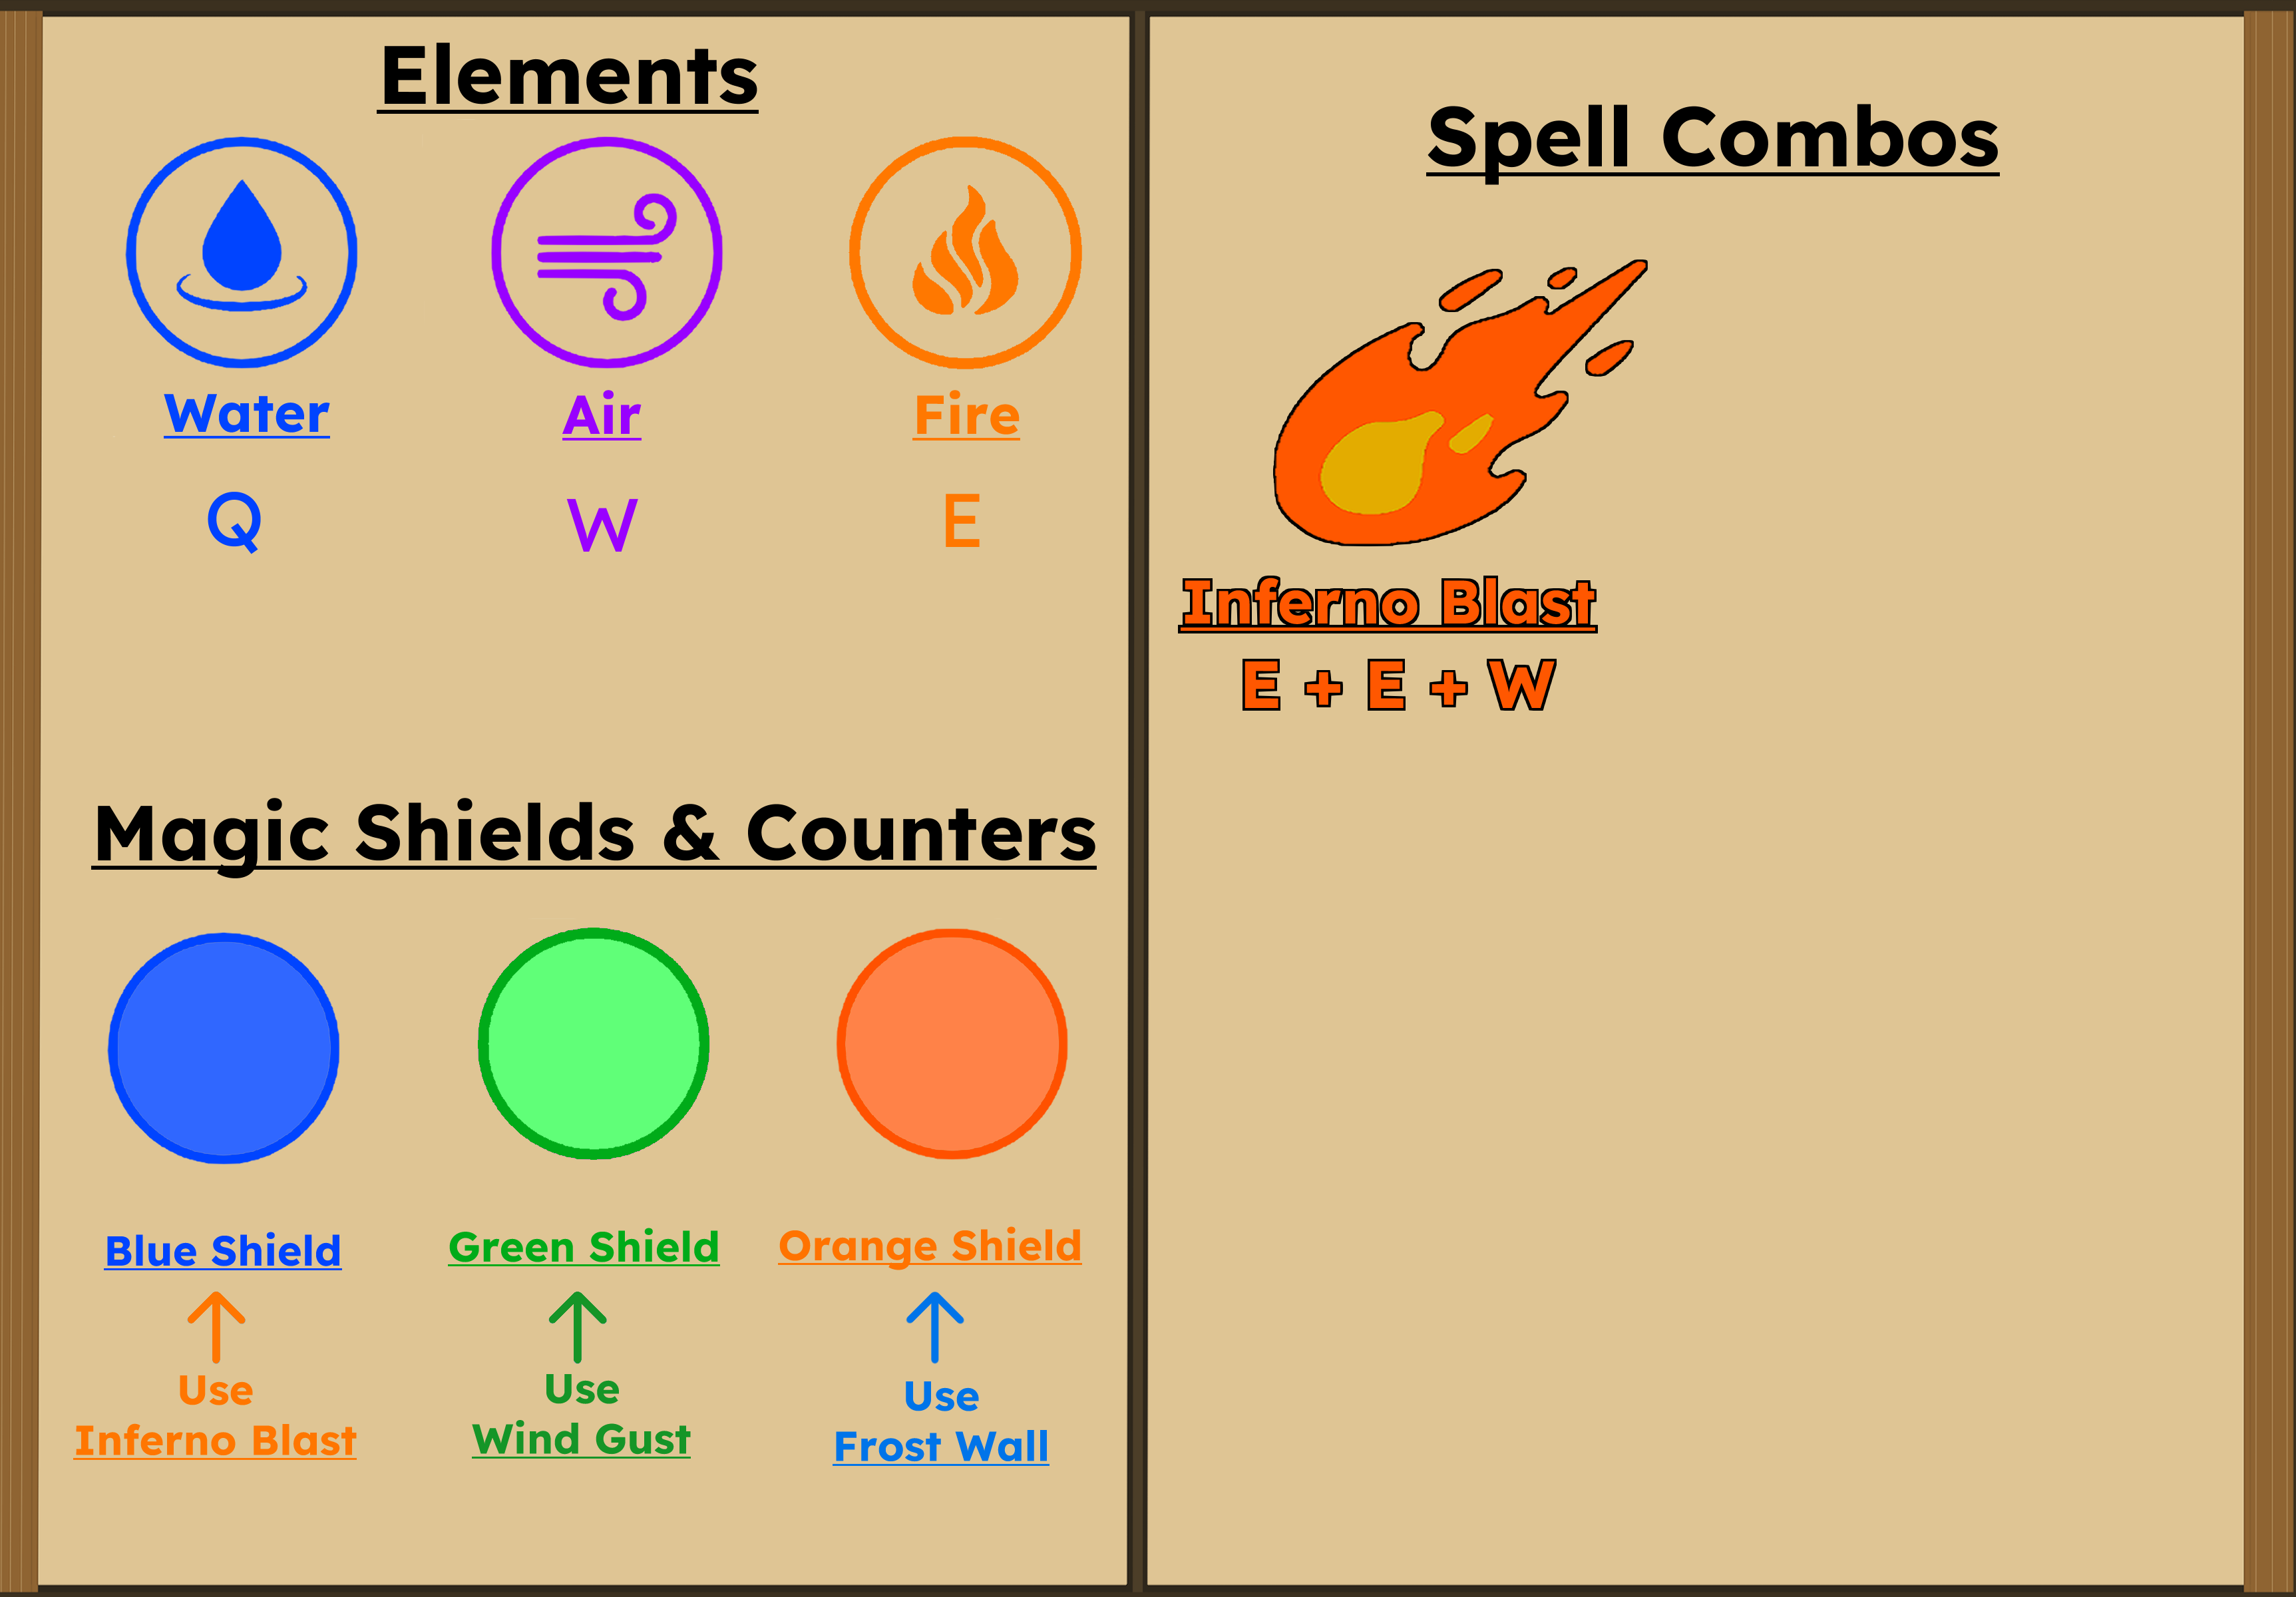 Elements
Water
Air
Fire
Q
W
E
Magic Shields & Counters
Blue Shield
Green Shield
Orange Shield
Use
Inferno Blast
Use
Wind Gust
Use
Frost Wall
Spell Combos
Inferno Blast
E + E + W